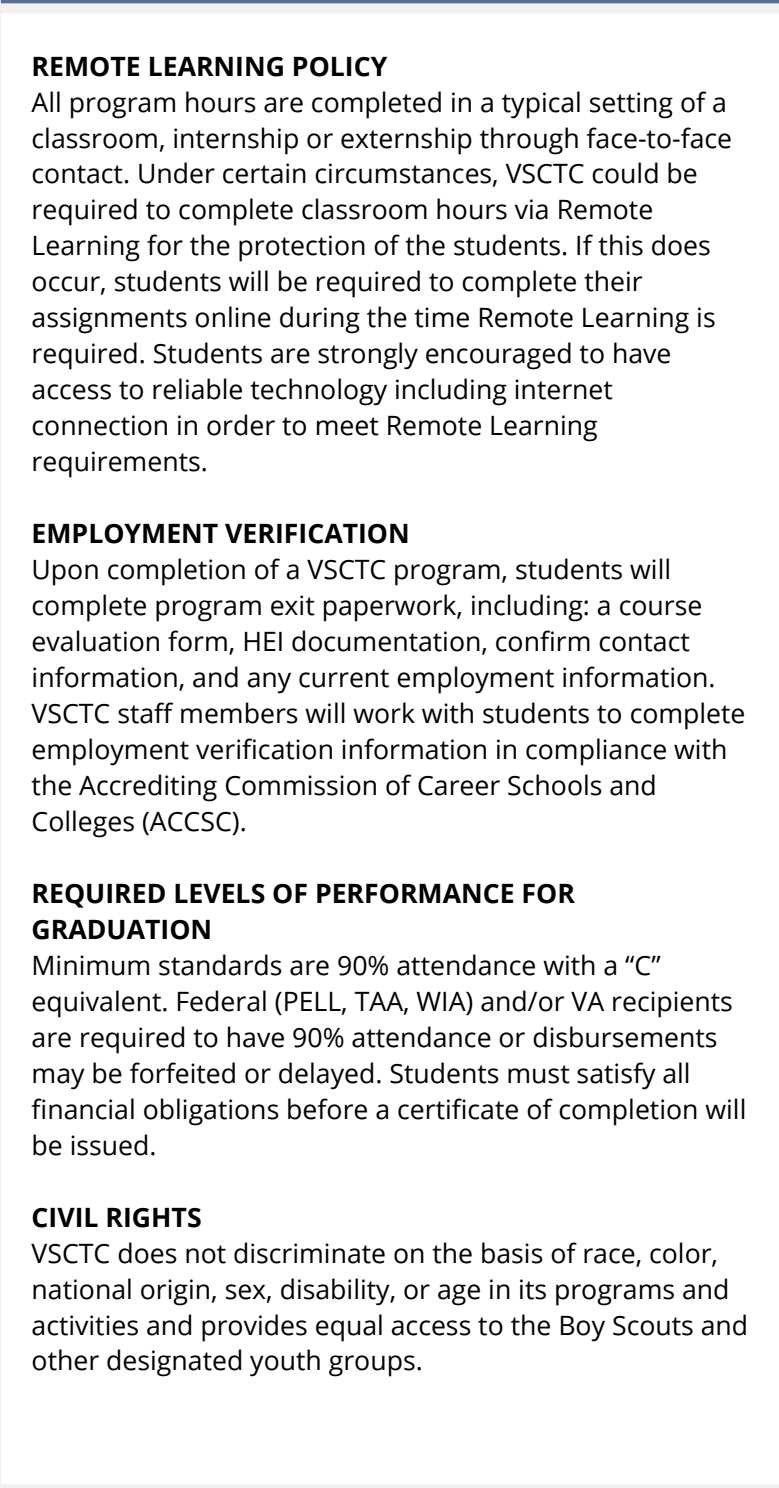 REMOTE LEARNING POLICY
All program hours are completed in a typical setting of a
classroom, internship or externship through face-to-face
contact. Under certain circumstances, VSCTC could be
required to complete classroom hours via Remote
Learning for the protection of the students. If this does
occur, students will be required to complete their
assignments online during the time Remote Learning is
required. Students are strongly encouraged to have
access to reliable technology including internet
connection in order to meet Remote Learning
requirements.
EMPLOYMENT VERIFICATION
Upon completion of a VSCTC program, students will
complete program exit paperwork, including: a course
evaluation form, HEI documentation, confirm contact
information, and any current employment information.
VSCTC staff members will work with students to complete
employment verification information in compliance with
the Accrediting Commission of Career Schools and
Colleges (ACCSC).
REQUIRED LEVELS OF PERFORMANCE FOR
GRADUATION
Minimum standards are 90% attendance with a “C”
equivalent. Federal (PELL, TAA, WIA) and/or VA recipients
are required to have 90% attendance or disbursements
may be forfeited or delayed. Students must satisfy all
financial obligations before a certificate of completion will
be issued.
CIVIL RIGHTS
VSCTC does not discriminate on the basis of race, color,
national origin, sex, disability, or age in its programs and
activities and provides equal access to the Boy Scouts and
other designated youth groups.